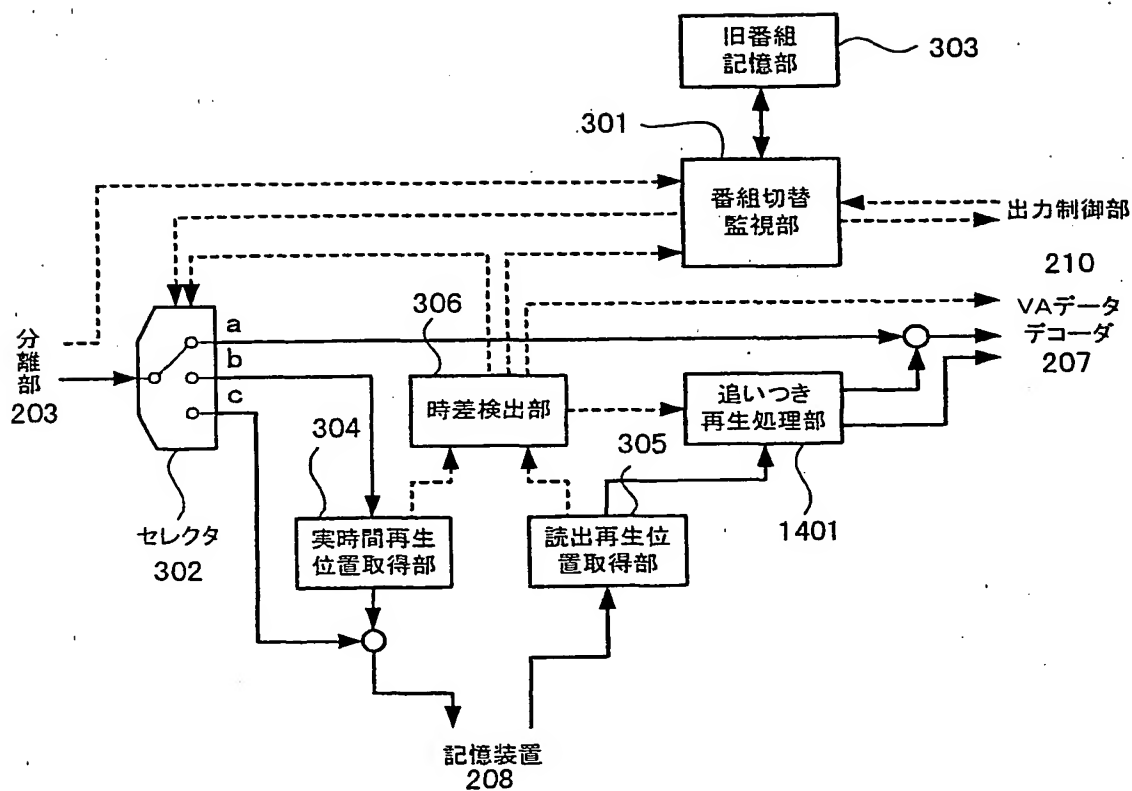 旧番組
記憶部
303
301
番組切替
監視部
出力制御部
210
VAデータ
デコーダ
207
分離部
203
a
b
c
306
時差検出部
追いつき
再生処理部
304
305
1401
セレクタ
302
実時間再生
位置取得部
読出再生位
置取得部
記憶装置
208